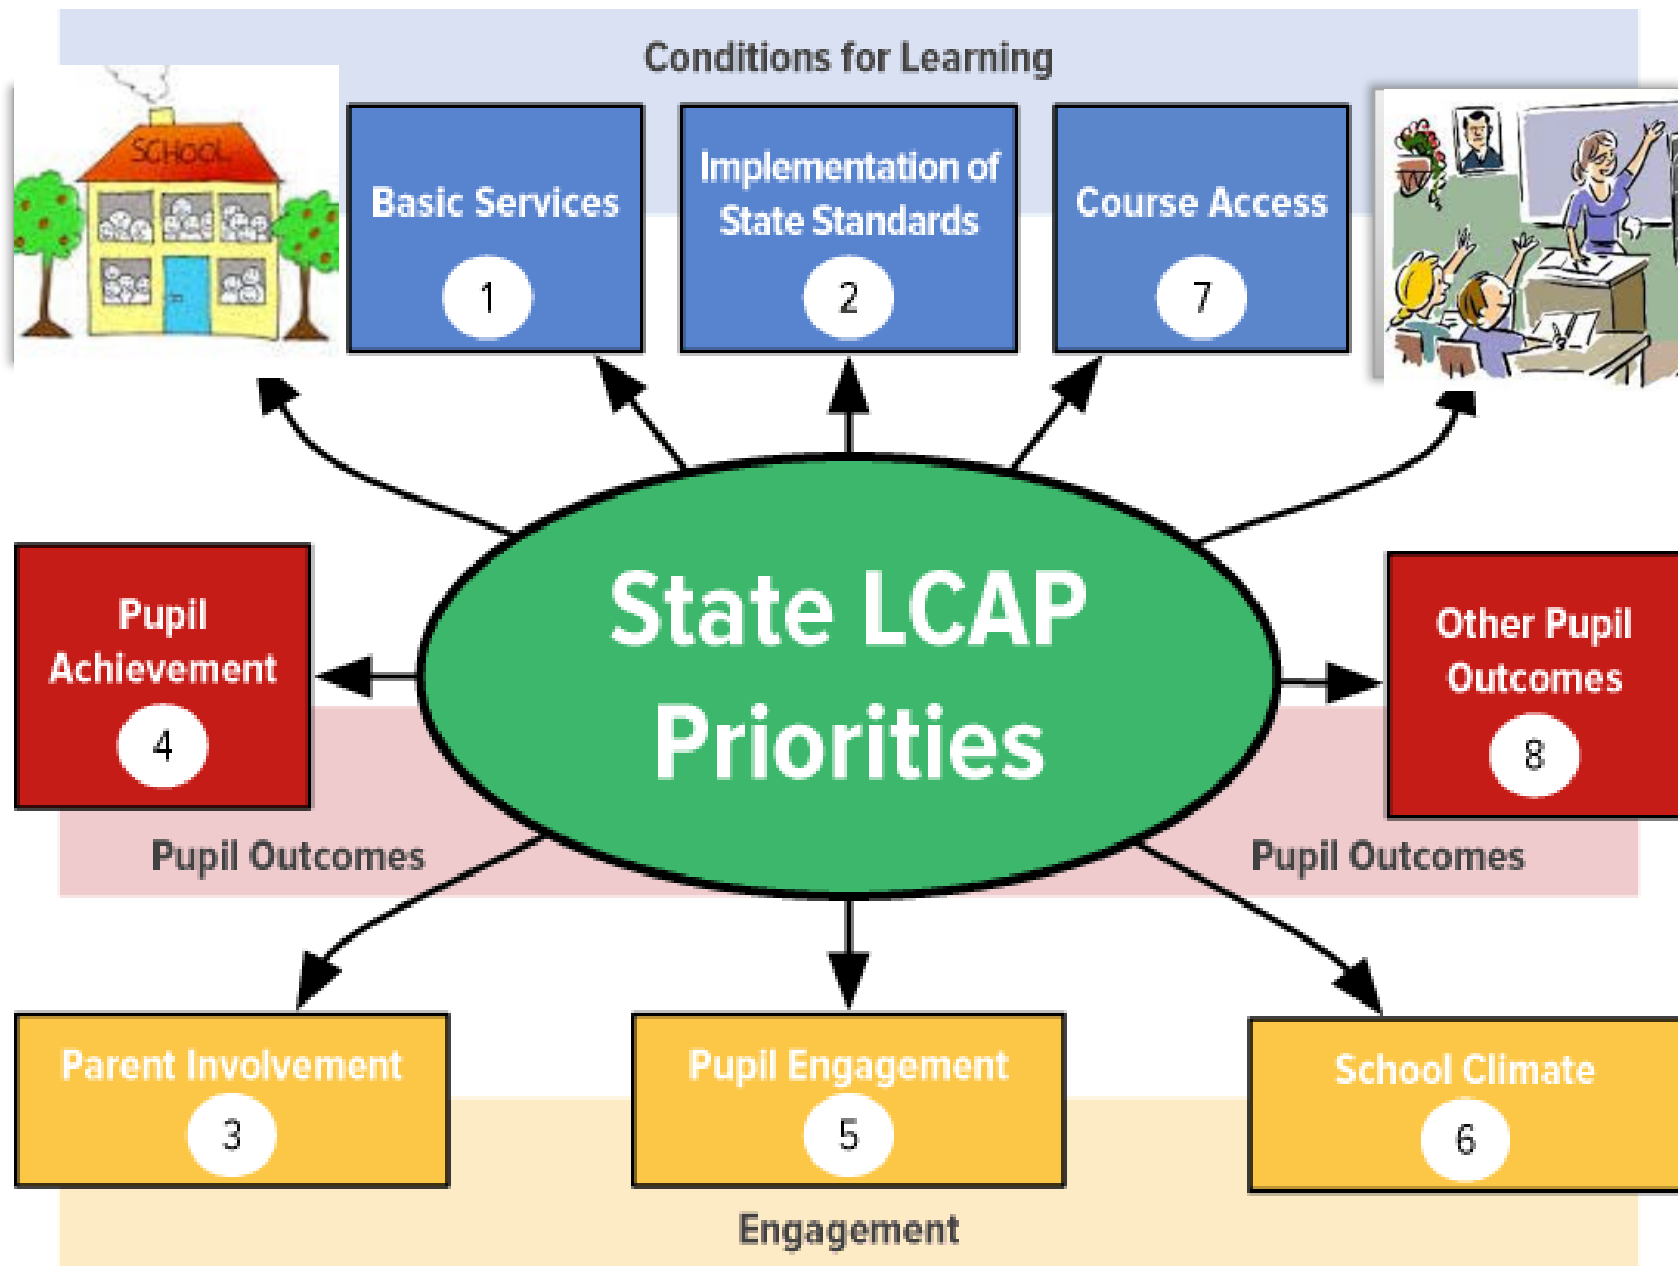 Conditions for Learning
SCHOOL
Basic Services
1
Implementation of
State Standards
2
Course Access
7
State LCAP
Priorities
Pupil
Achievement
4
Other Pupil
Outcomes
8
Pupil Outcomes
Pupil Outcomes
Parent Involvement
3
Pupil Engagement
5
School Climate
6
Engagement